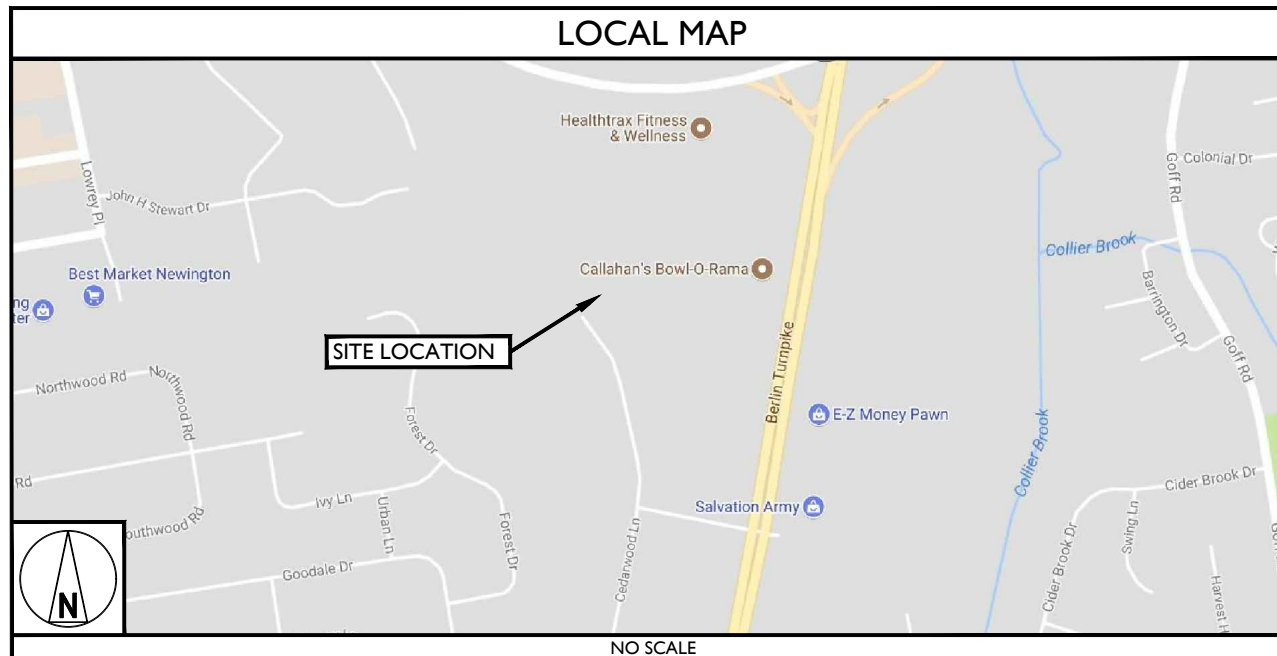 LOCAL MAP
Healthtrax Fitness
& Wellness
Lowrey Pl
John H Stewart Dr
Goff Rd
Colonial Dr
Collier Brook
Best Market Newington
ng
ter
Callahan's Bowl-O-Rama
Barrington Dr
SITE LOCATION
Berlin Turnpike
Goff Rd
Northwood Rd
Northwood Rd
Forest Dr
E-Z Money Pawn
Collier Brook
Rd
Ivy Ln
Urban Ln
Forest Dr
Cedarwood Ln
Salvation Army
Cider Brook Dr
Swing Ln
outhwood Rd
Goodale Dr
Cider Brook Dr
Harvest H
N
NO SCALE